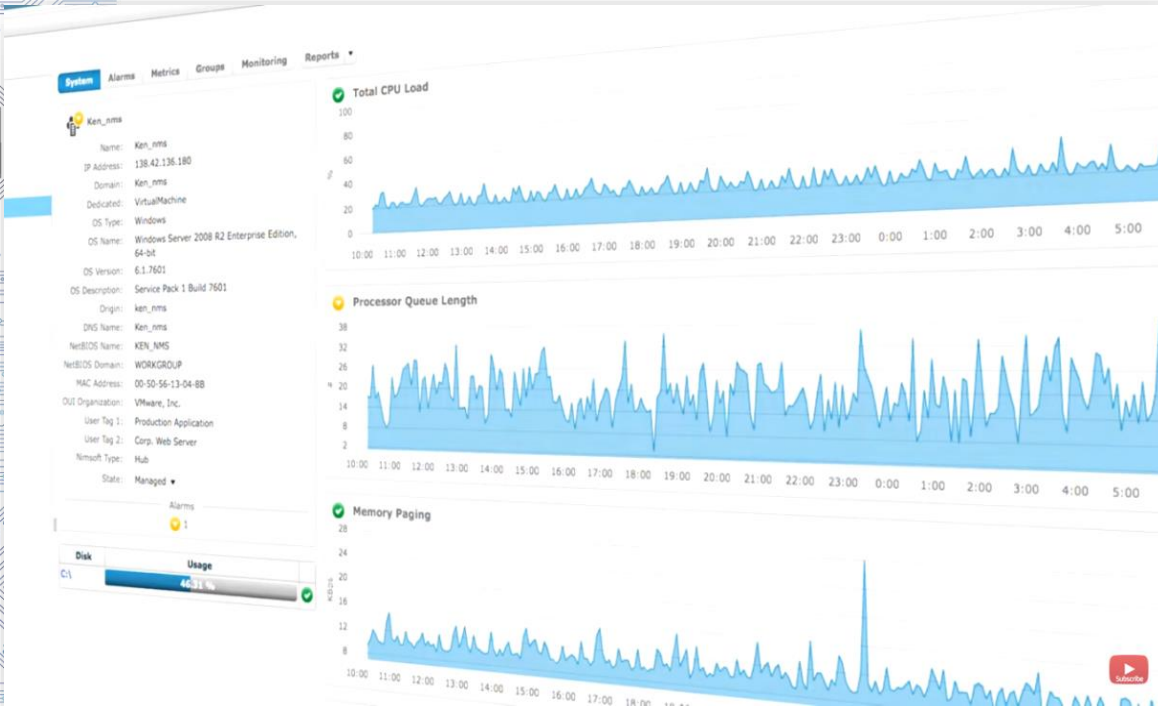 System Alarms Metrics Groups Monitoring Reports
Ken_nms
Name: Ken_nms
IP Address: 138.42.136.180
Domain: Ken_nms
Dedicated: VirtualMachine
OS Type: Windows
OS Name: Windows Server 2008 R2 Enterprise Edition,
64-bit
OS Version: 6.1.7601
OS Description: Service Pack 1 Build 7601
Origin: ken_nms
DNS Name: Ken_nms
NetBIOS Name: KEN_NMS
NetBIOS Domain: WORKGROUP
MAC Address: 00-50-56-13-04-8B
OUI Organization: VMware, Inc.
User Tag 1: Production Application
User Tag 2: Corp. Web Server
Nimsoft Type: Hub
State: Managed
Alarms
1
Disk Usage
C:\ 46.31 %
Total CPU Load
100
80
60
%
40
20
0
10:00 11:00 12:00 13:00 14:00 15:00 16:00 17:00 18:00 19:00 20:00 21:00 22:00 23:00 0:00 1:00 2:00 3:00 4:00 5:00
Processor Queue Length
38
32
26
20
14
8
2
10:00 11:00 12:00 13:00 14:00 15:00 16:00 17:00 18:00 19:00 20:00 21:00 22:00 23:00 0:00 1:00 2:00 3:00 4:00 5:00
Memory Paging
28
24
20
16
12
8
10:00 11:00 12:00 13:00 14:00 15:00 16:00 17:00 18:00
Subscribe